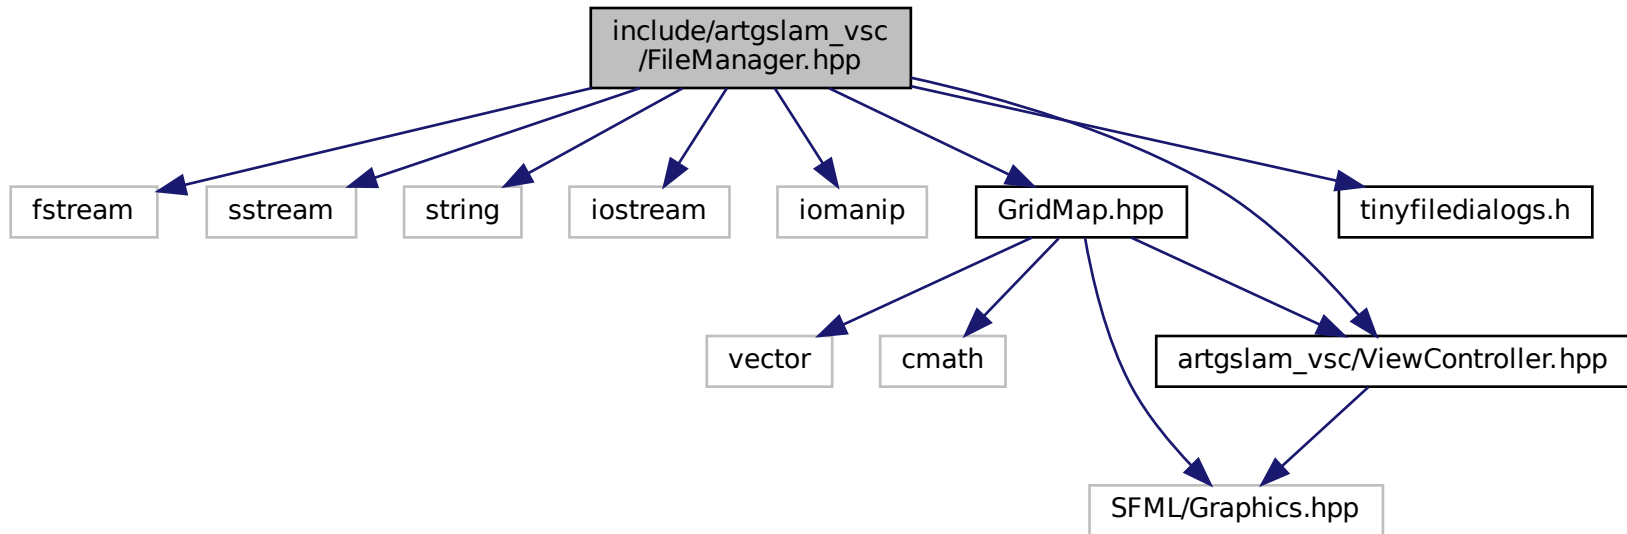 include/artgslam_vsc
/FileManager.hpp
fstream
sstream
string
iostream
iomanip
GridMap.hpp
tinyfiledialogs.h
vector
cmath
artgslam_vsc/ViewController.hpp
SFML/Graphics.hpp